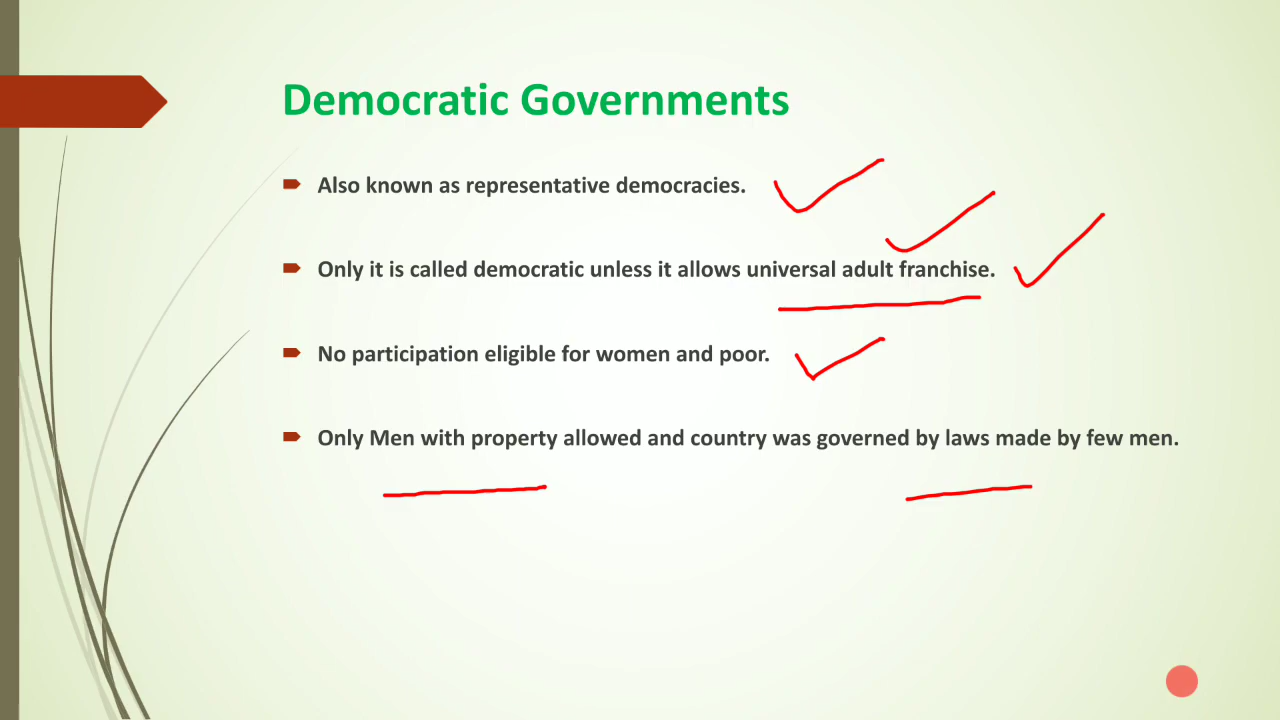 Democratic Governments
Also known as representative democracies.
Only it is called democratic unless it allows universal adult franchise.
No participation eligible for women and poor.
Only Men with property allowed and country was governed by laws made by few men.